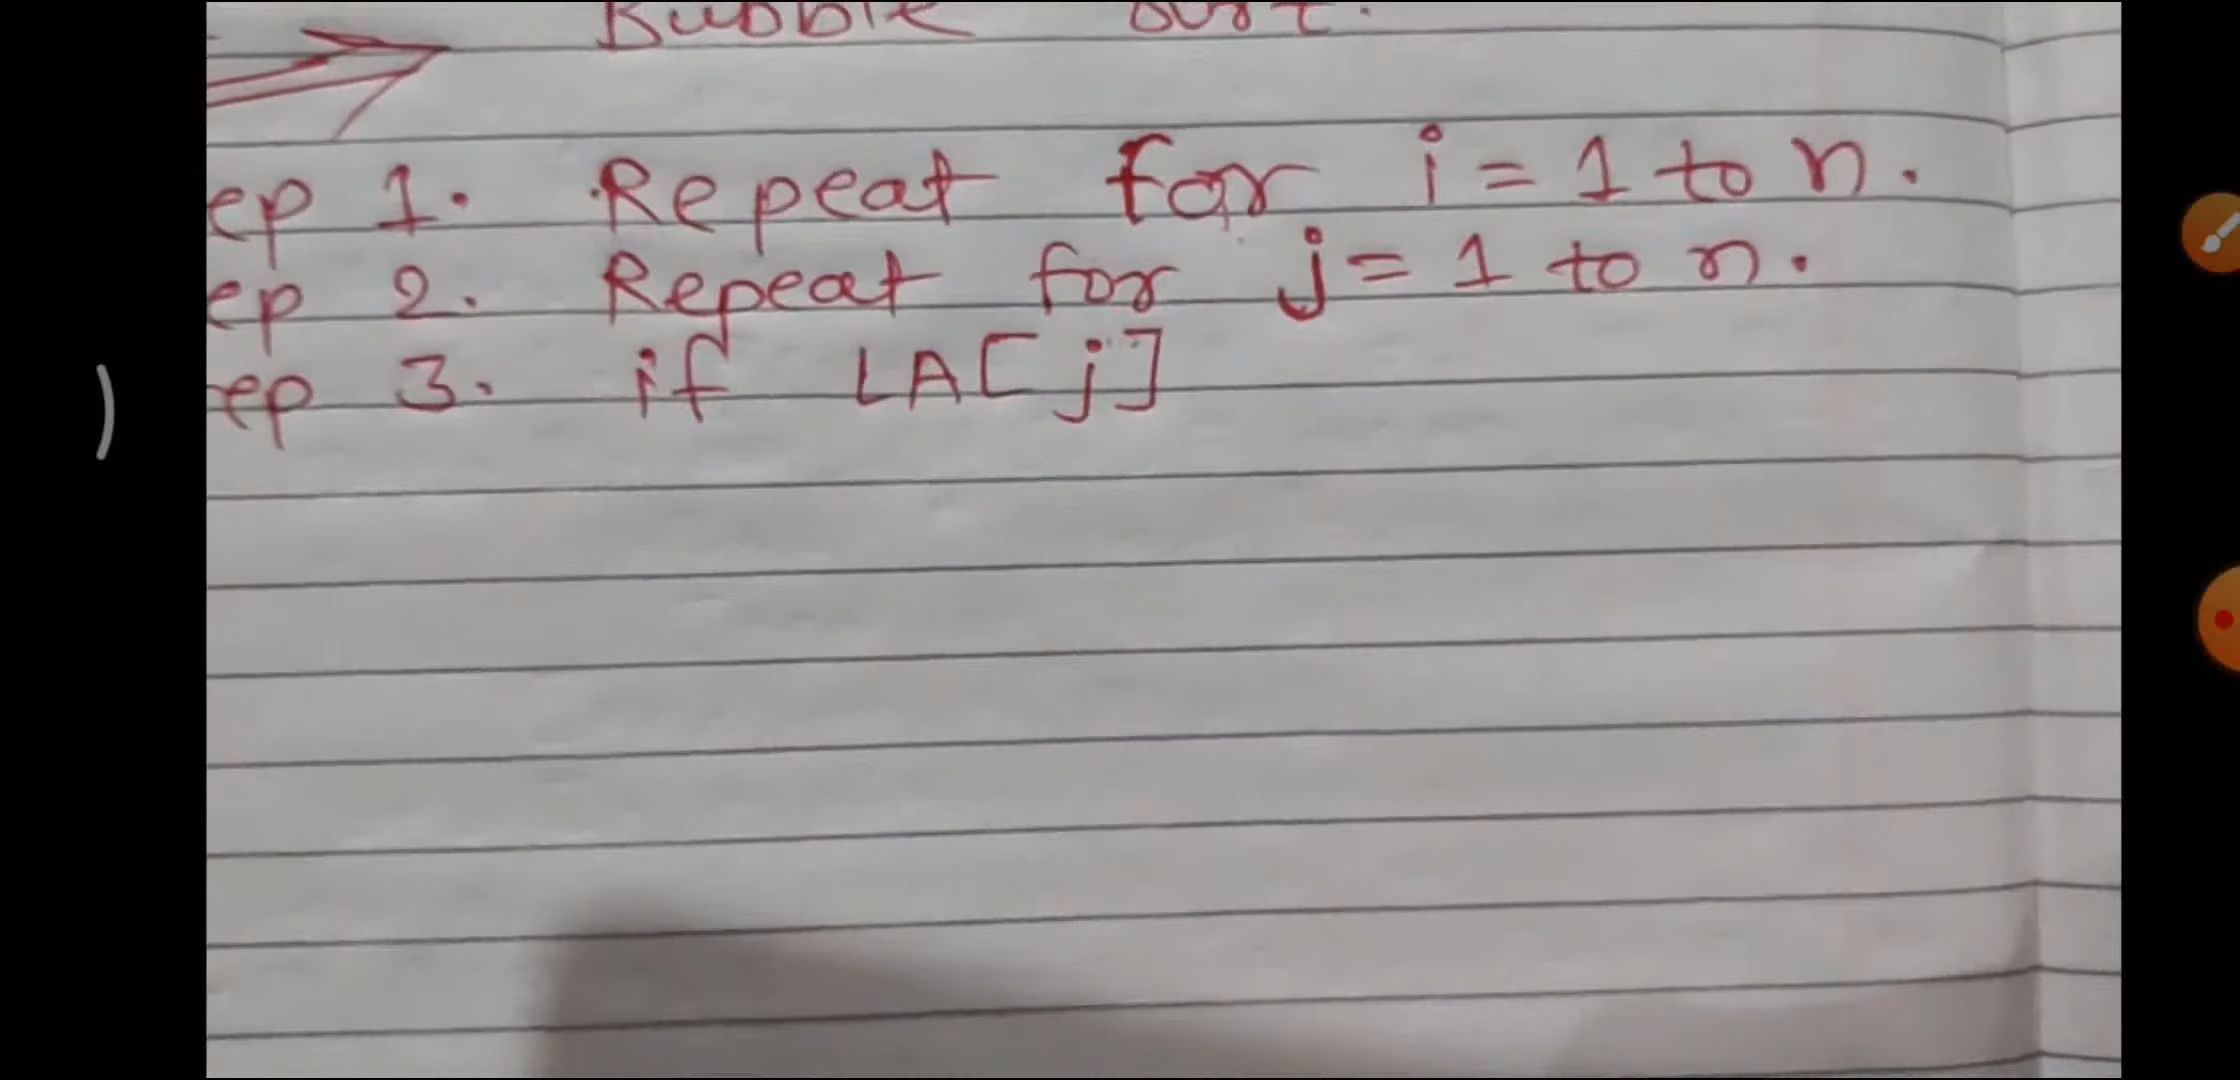 Bubble Sort.
ep 1. Repeat for i = 1 to n.
ep 2. Repeat for j = 1 to n.
ep 3. if LA[j]